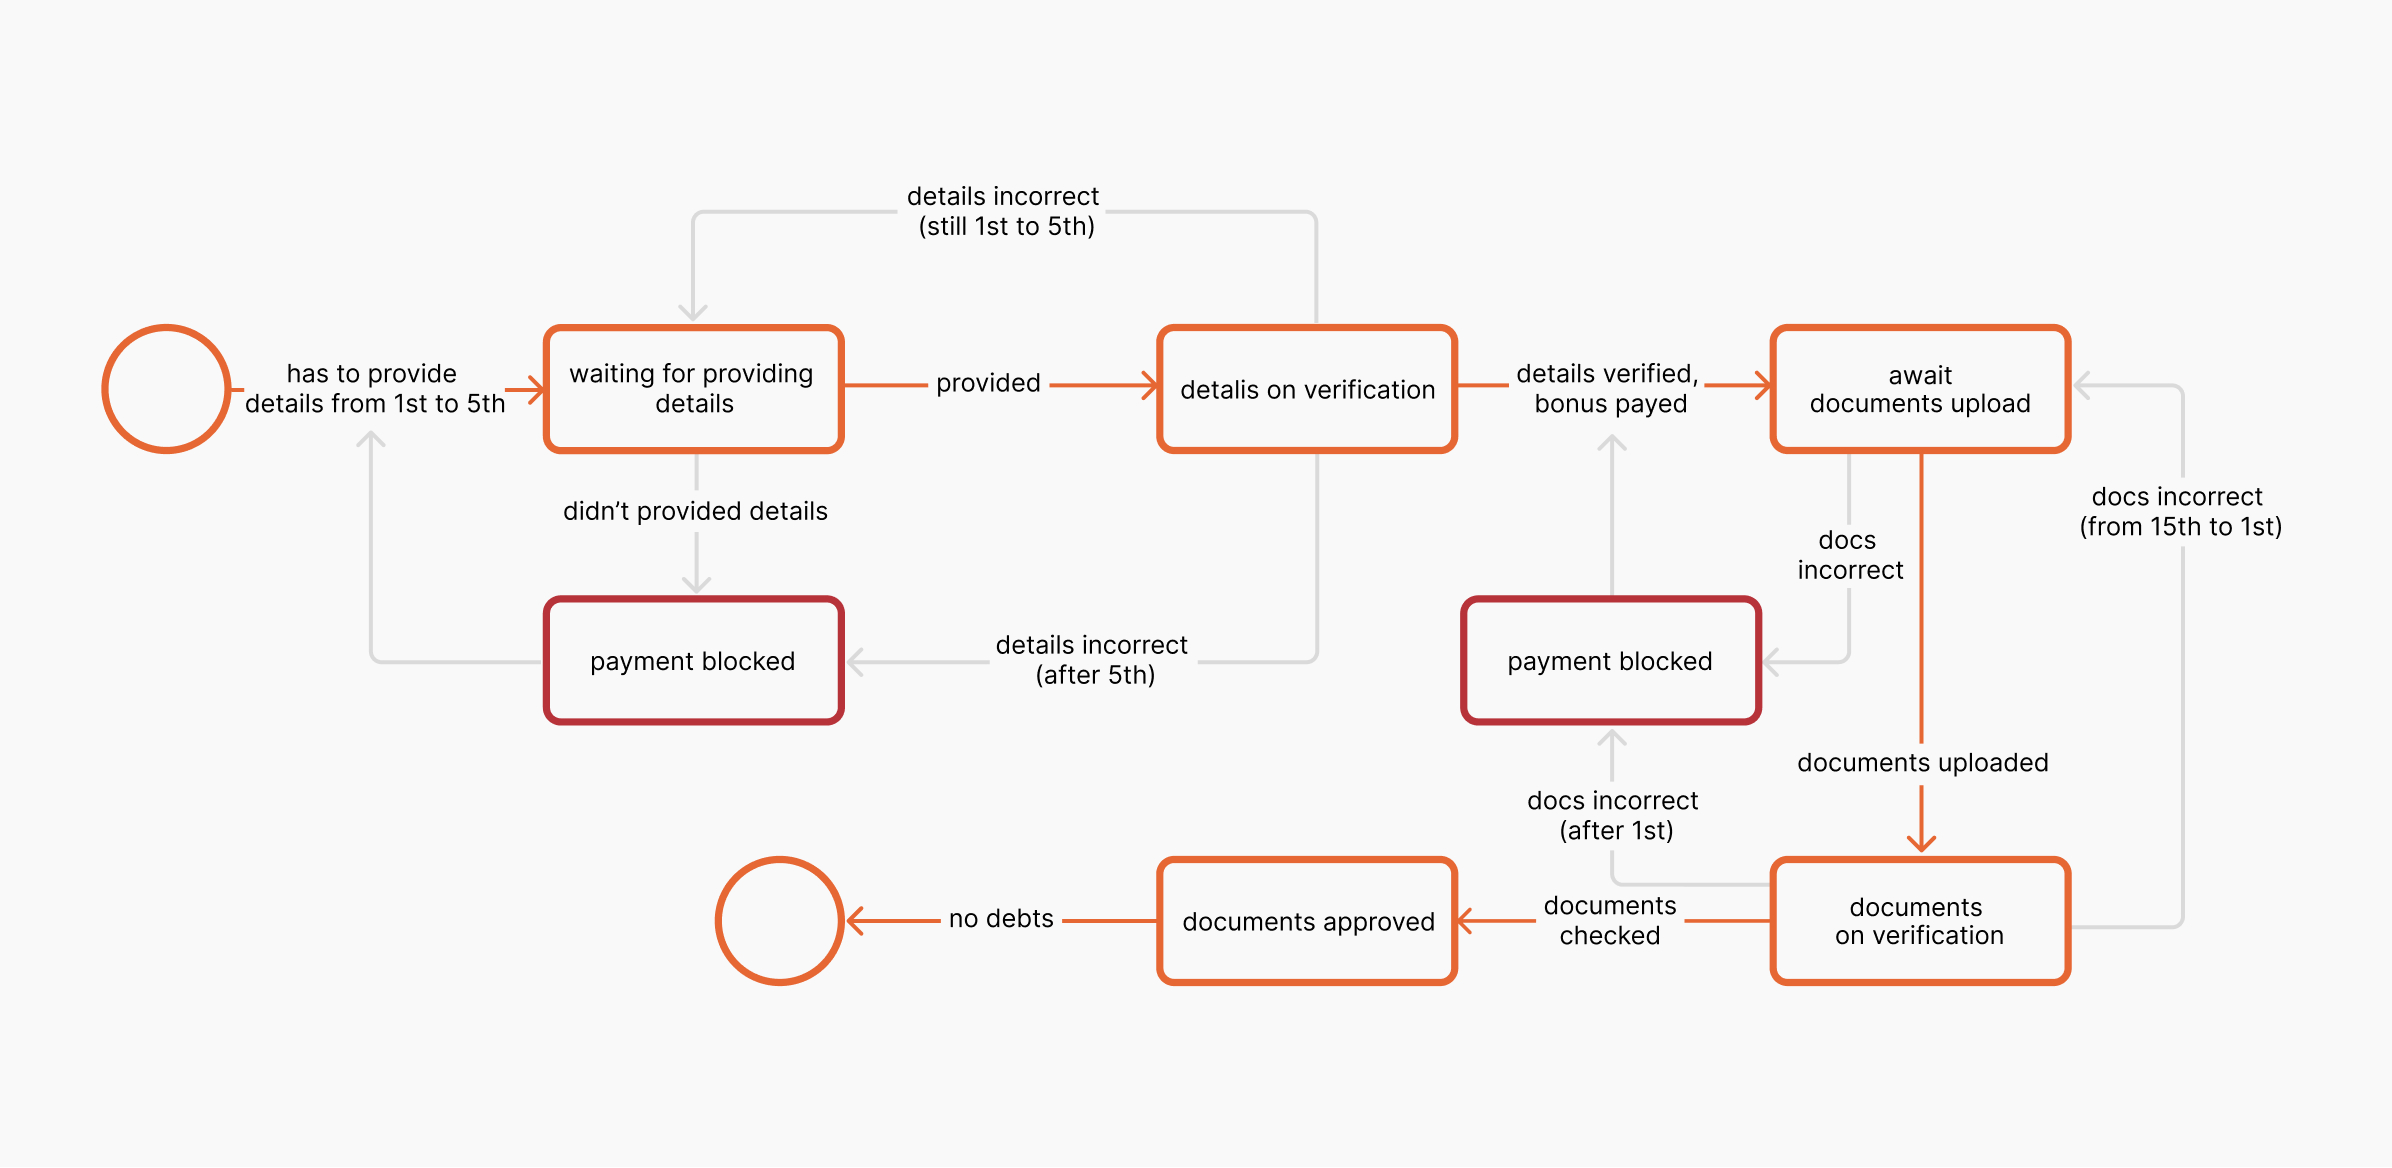 details incorrect
(still 1st to 5th)
has to provide
details from 1st to 5th
waiting for providing
details
provided
detalis on verification
details verified,
bonus payed
await
documents upload
didn’t provided details
docs incorrect
(from 15th to 1st)
docs
incorrect
payment blocked
details incorrect
(after 5th)
payment blocked
documents uploaded
docs incorrect
(after 1st)
no debts
documents approved
documents
checked
documents
on verification